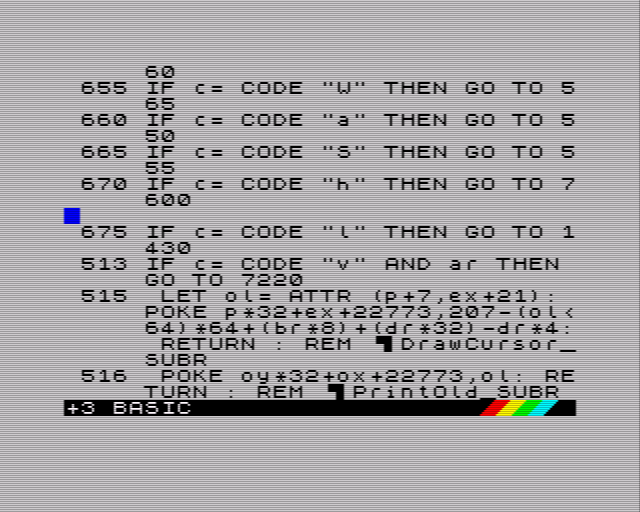 60
655 IF c= CODE "W" THEN GO TO 5
65
660 IF c= CODE "a" THEN GO TO 5
50
665 IF c= CODE "S" THEN GO TO 5
55
670 IF c= CODE "h" THEN GO TO 7
600
675 IF c= CODE "l" THEN GO TO 1
430
513 IF c= CODE "v" AND ar THEN
GO TO 7220
515 LET ol= ATTR (p+7,ex+21):
POKE p*32+ex+22773,207-(ol<
64)*64+(br*8)+(dr*32)-dr*4:
RETURN : REM ▜DrawCursor_
SUBR
516 POKE oy*32+ox+22773,ol: RE
TURN : REM ▜PrintOld_SUBR
+3 BASIC